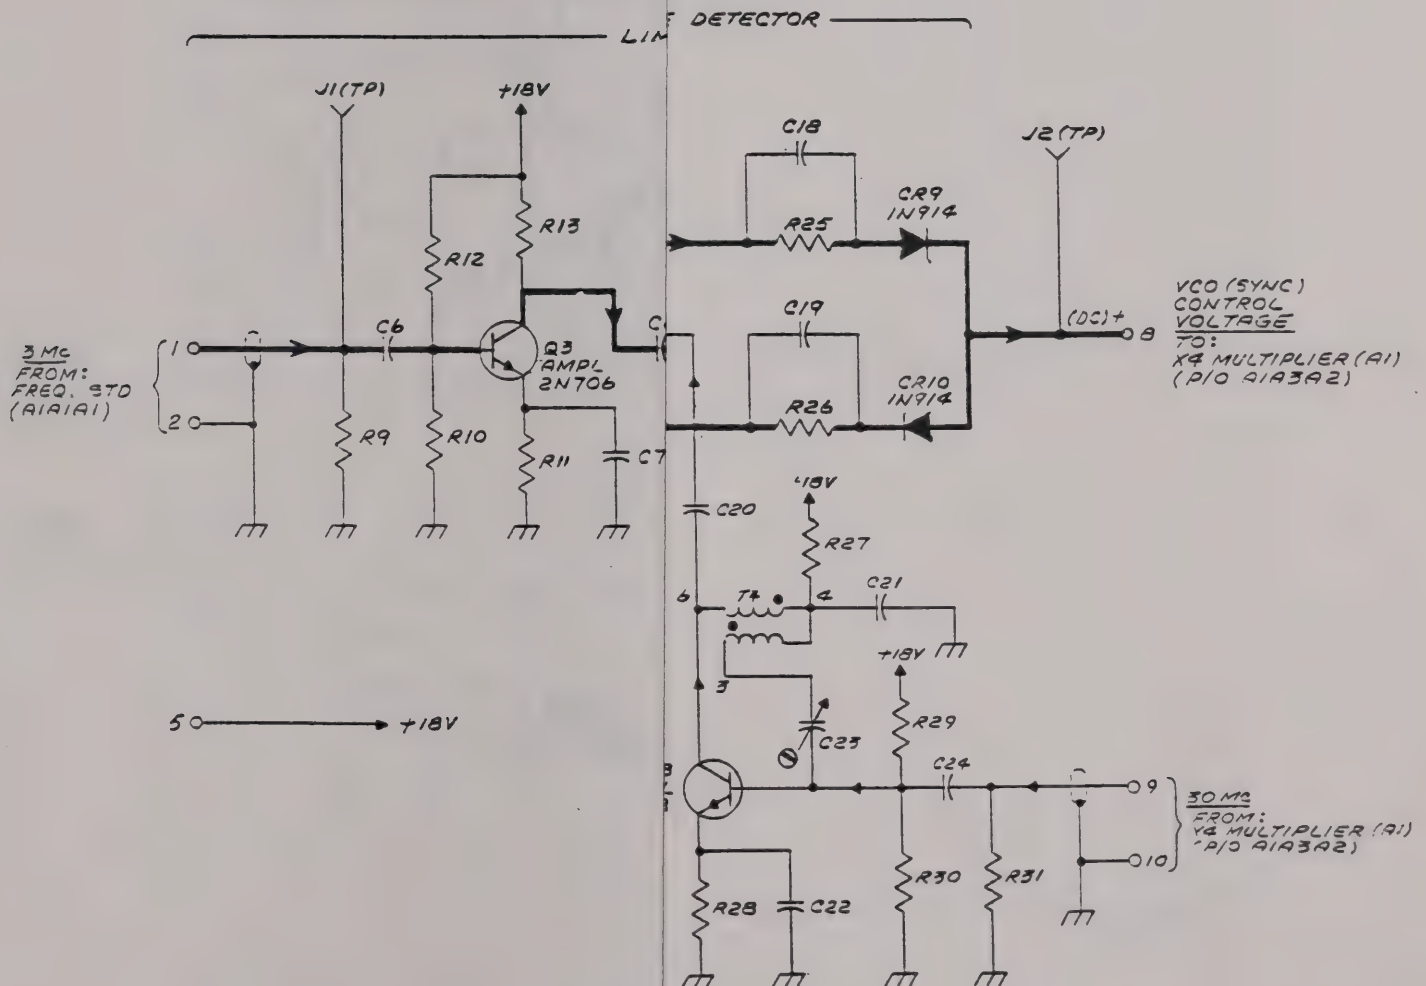 DETECTOR
LIM
J1(TP)
+18V
C18
J2(TP)
CR9
1N914
R25
R13
R12
C19
VCO (SYNC)
CONTROL
VOLTAGE
TO:
X4 MULTIPLIER (A1)
(P/O A1A3A2)
(DC)+
8
3 MC
FROM:
FREQ. STD
(A1A1A1)
1
2
C6
Q3
AMPL
2N706
C
CR10
1N914
R26
R9
R10
R11
C7
+18V
C20
R27
6
T4
4
C21
+18V
3
5
+18V
R29
C23
C24
9
10
30 MC
FROM:
X4 MULTIPLIER (A1)
(P/O A1A3A2)
R28
C22
R30
R31